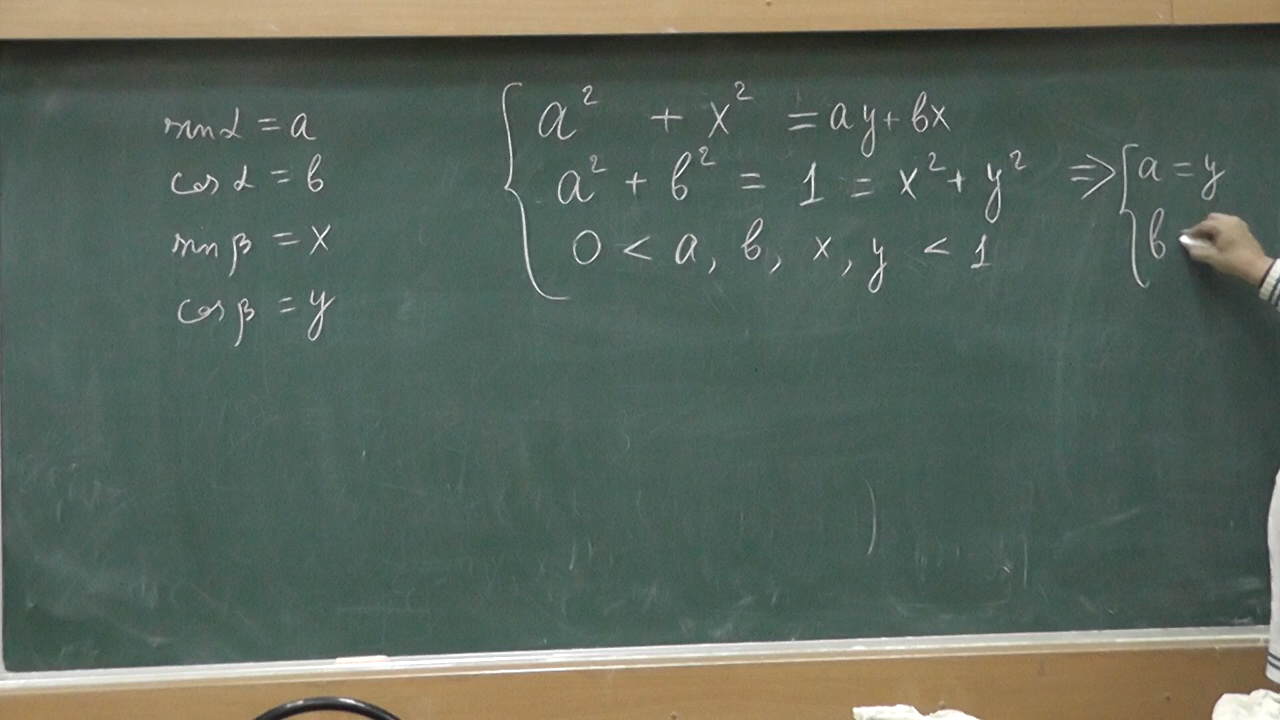 sin α = a
cos α = b
sin β = x
cos β = y
a² + x² = ay + bx
a² + b² = 1 = x² + y²
0 < a, b, x, y < 1
⇒ { a = y
b